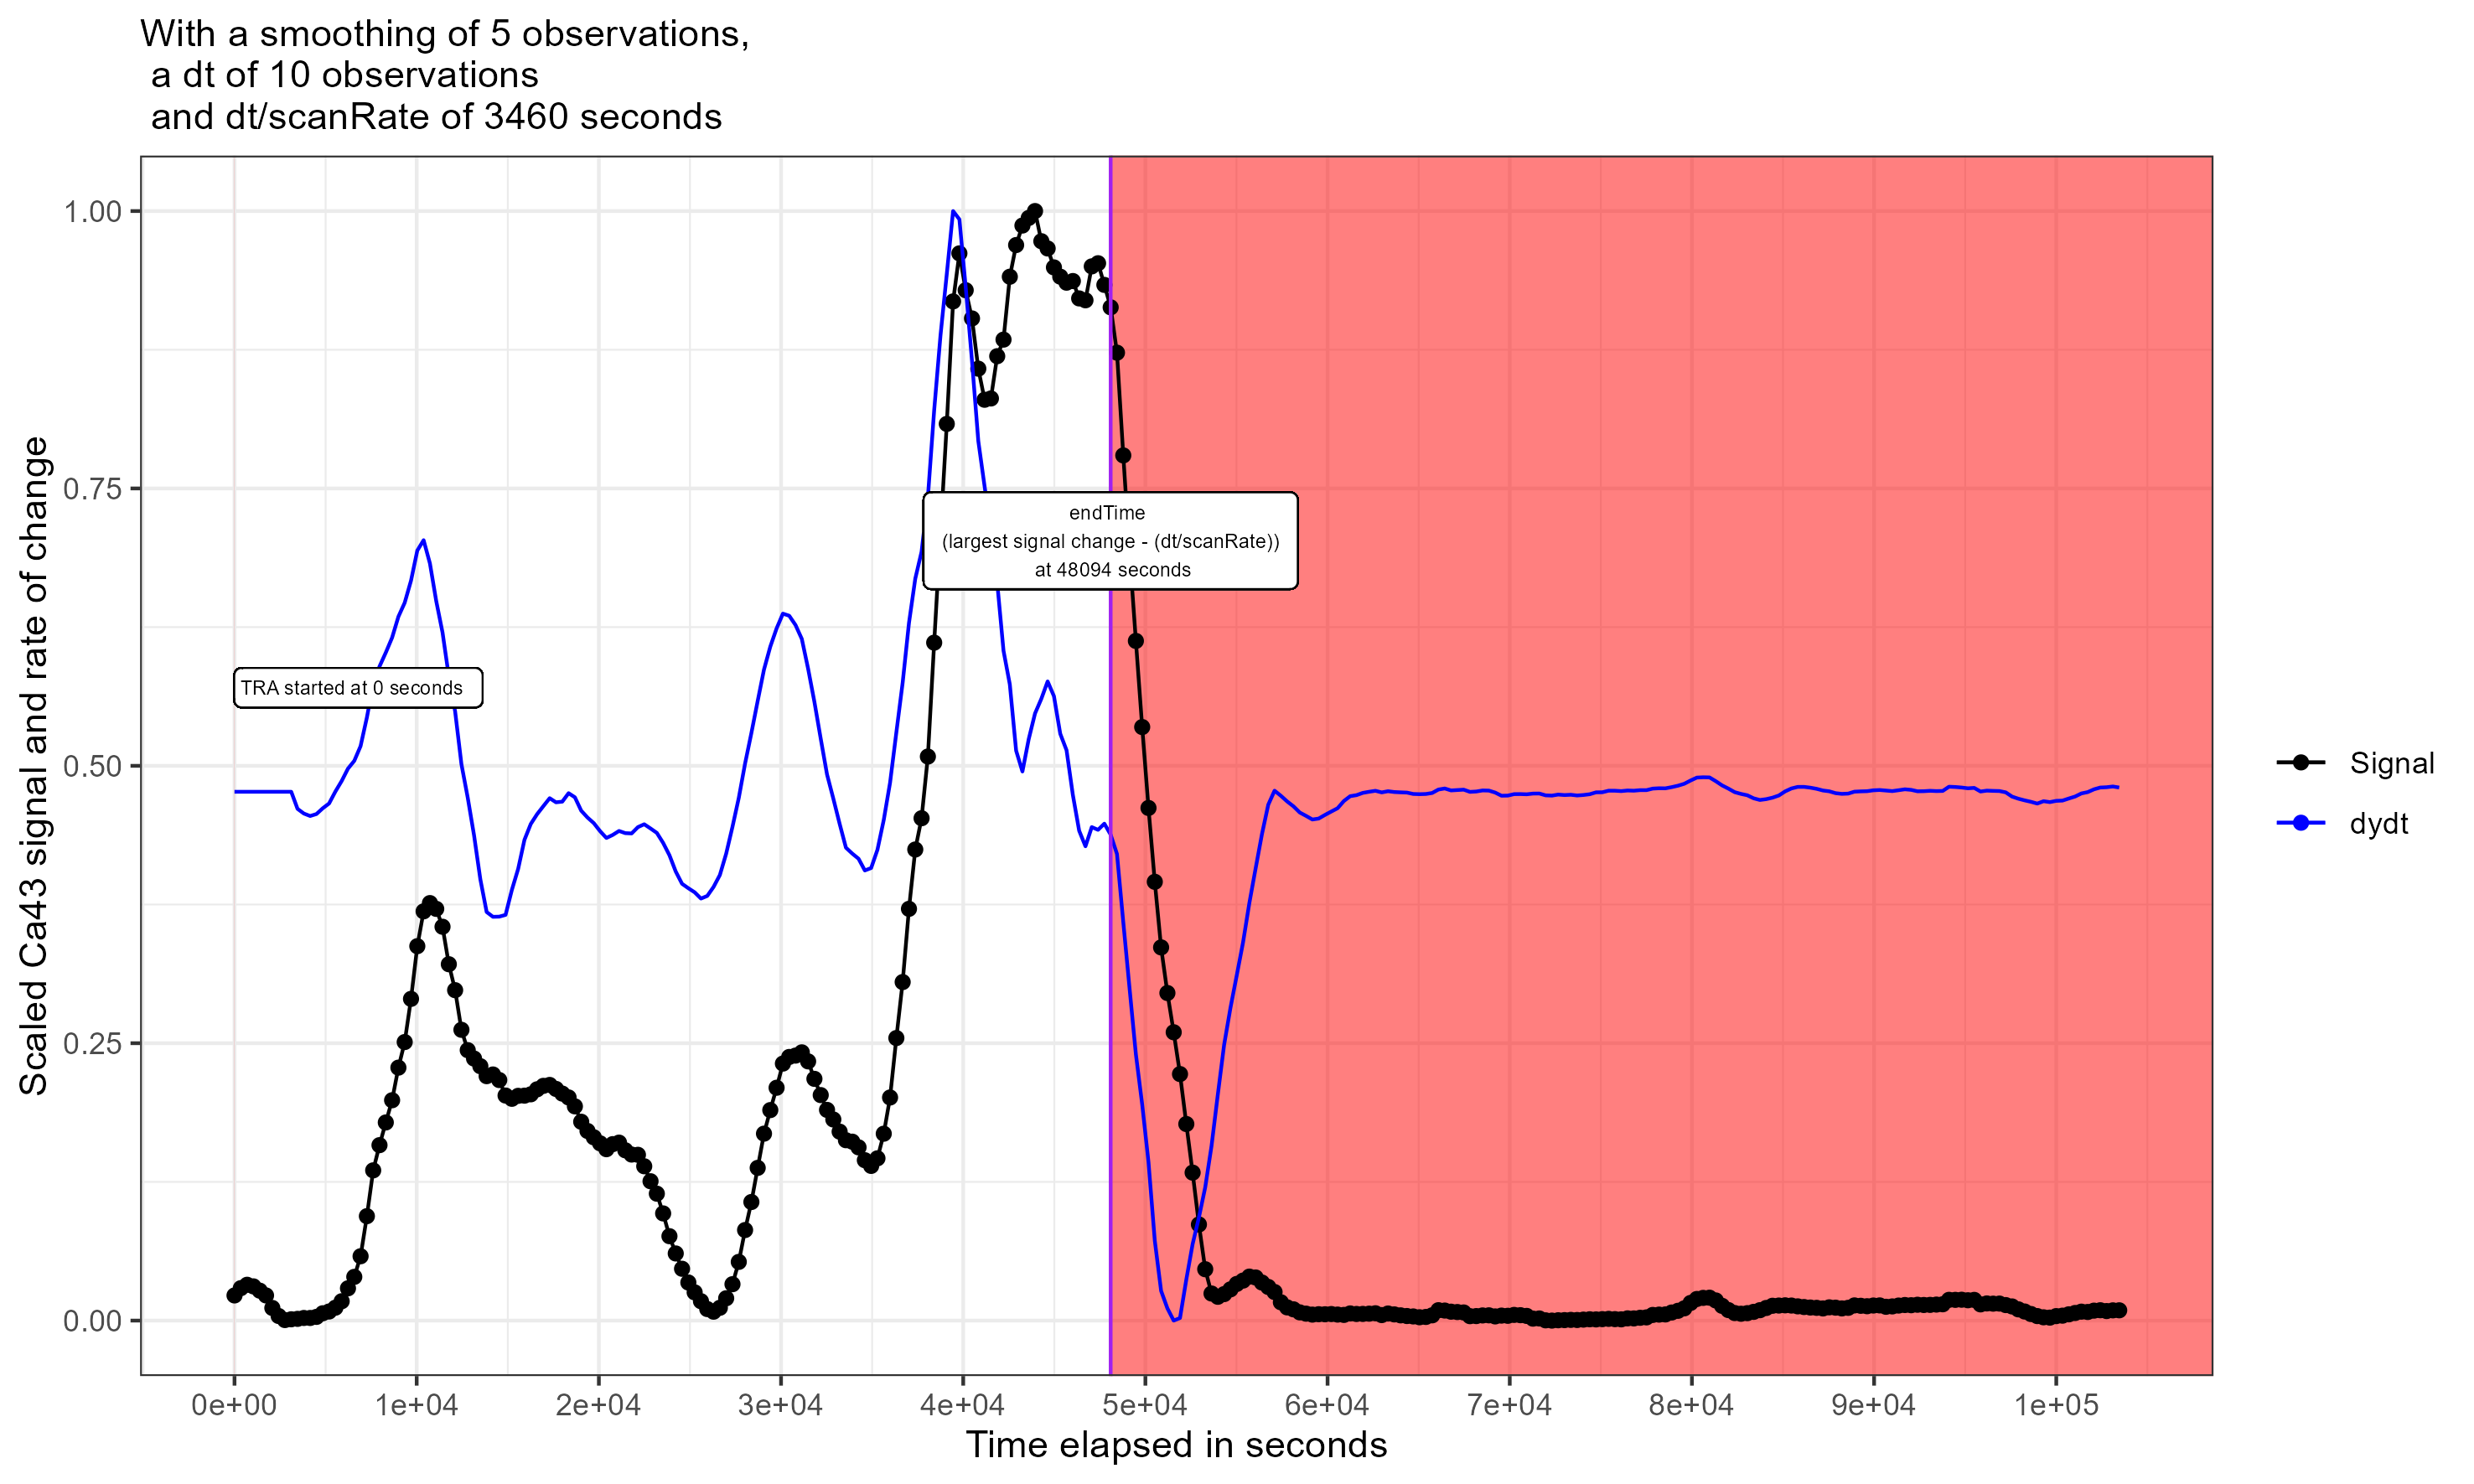 With a smoothing of 5 observations,
a dt of 10 observations
and dt/scanRate of 3460 seconds
Scaled Ca43 signal and rate of change
1.00
0.75
0.50
0.25
0.00
endTime
(largest signal change - (dt/scanRate))
at 48094 seconds
TRA started at 0 seconds
Signal
dydt
0e+00 1e+04 2e+04 3e+04 4e+04 5e+04 6e+04 7e+04 8e+04 9e+04 1e+05
Time elapsed in seconds